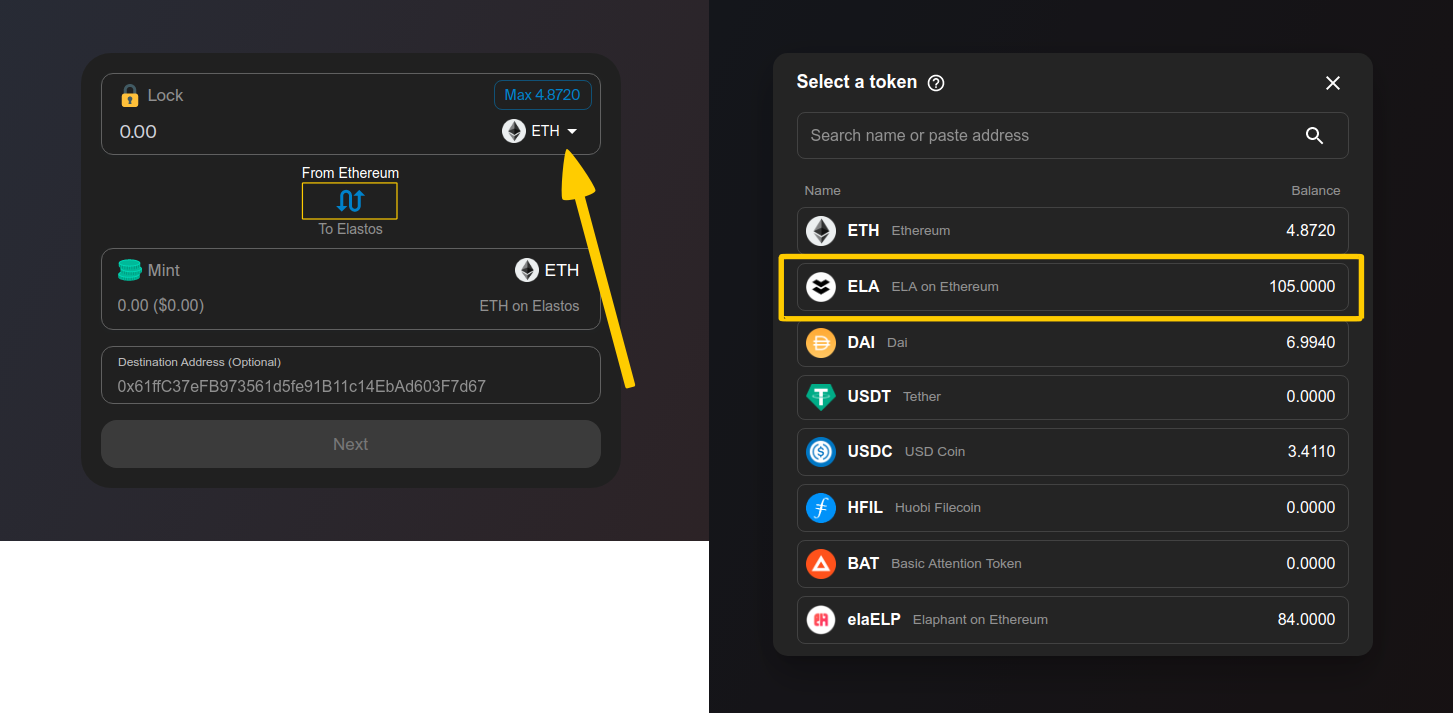 Lock
Max 4.8720
0.00
ETH
From Ethereum
To Elastos
Mint
ETH
0.00 ($0.00)
ETH on Elastos
Destination Address (Optional)
0x61ffC37eFB973561d5fe91B11c14EbAd603F7d67
Next
Select a token
Search name or paste address
Name Balance
ETH Ethereum 4.8720
ELA ELA on Ethereum 105.0000
DAI Dai 6.9940
USDT Tether 0.0000
USDC USD Coin 3.4110
HFIL Huobi Filecoin 0.0000
BAT Basic Attention Token 0.0000
elaELP Elaphant on Ethereum 84.0000